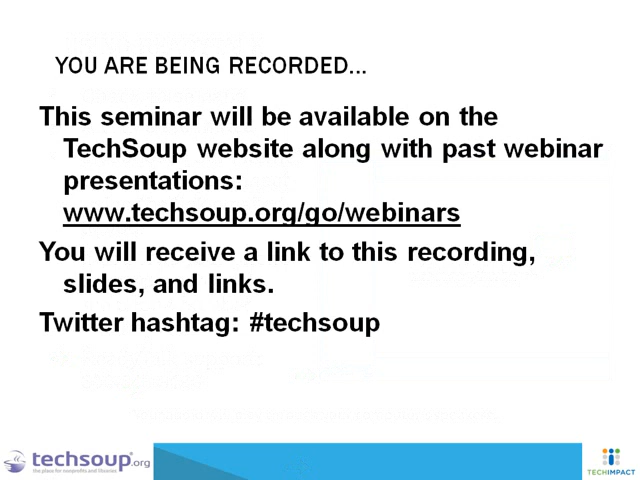 YOU ARE BEING RECORDED...
This seminar will be available on the
TechSoup website along with past webinar
presentations:
www.techsoup.org/go/webinars
You will receive a link to this recording,
slides, and links.
Twitter hashtag: #techsoup
techsoup.org
the place for nonprofits and libraries
TECHIMPACT